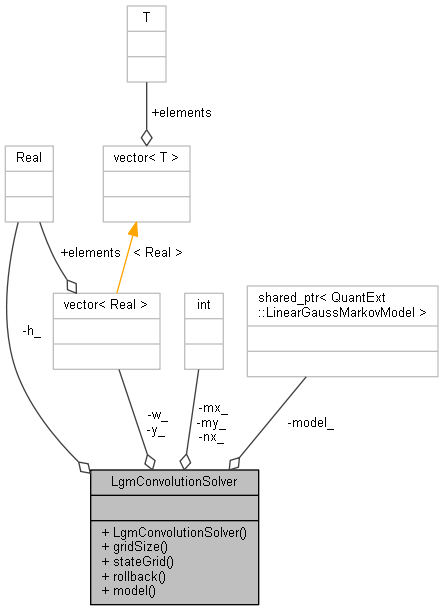 T
+elements
vector< T >
Real
+elements
< Real >
vector< Real >
int
shared_ptr< QuantExt
::LinearGaussMarkovModel >
-h_
-w_
-y_
-mx_
-my_
-nx_
-model_
LgmConvolutionSolver
+ LgmConvolutionSolver()
+ gridSize()
+ stateGrid()
+ rollback()
+ model()